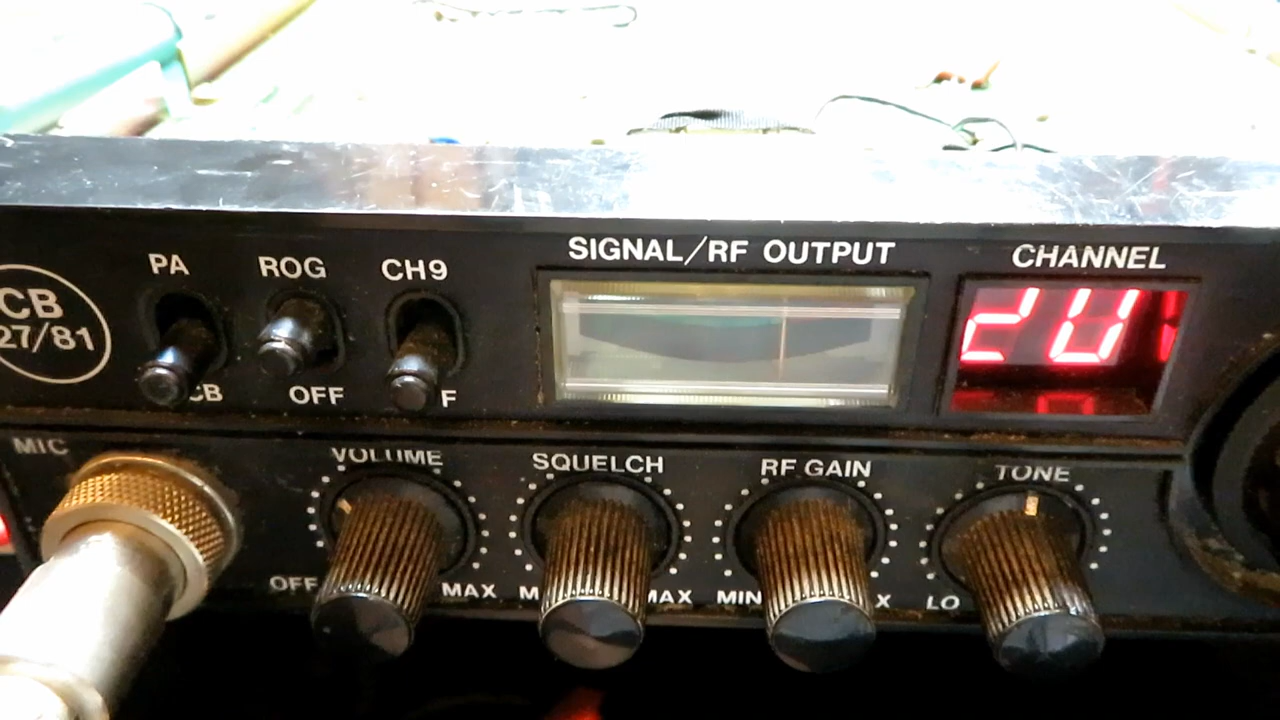 SIGNAL/RF OUTPUT
CHANNEL
PA
ROG
CH9
CB
27/81
20
CB
OFF
F
MIC
VOLUME
SQUELCH
RF GAIN
TONE
OFF
MAX
M
MAX
MIN
X
LO